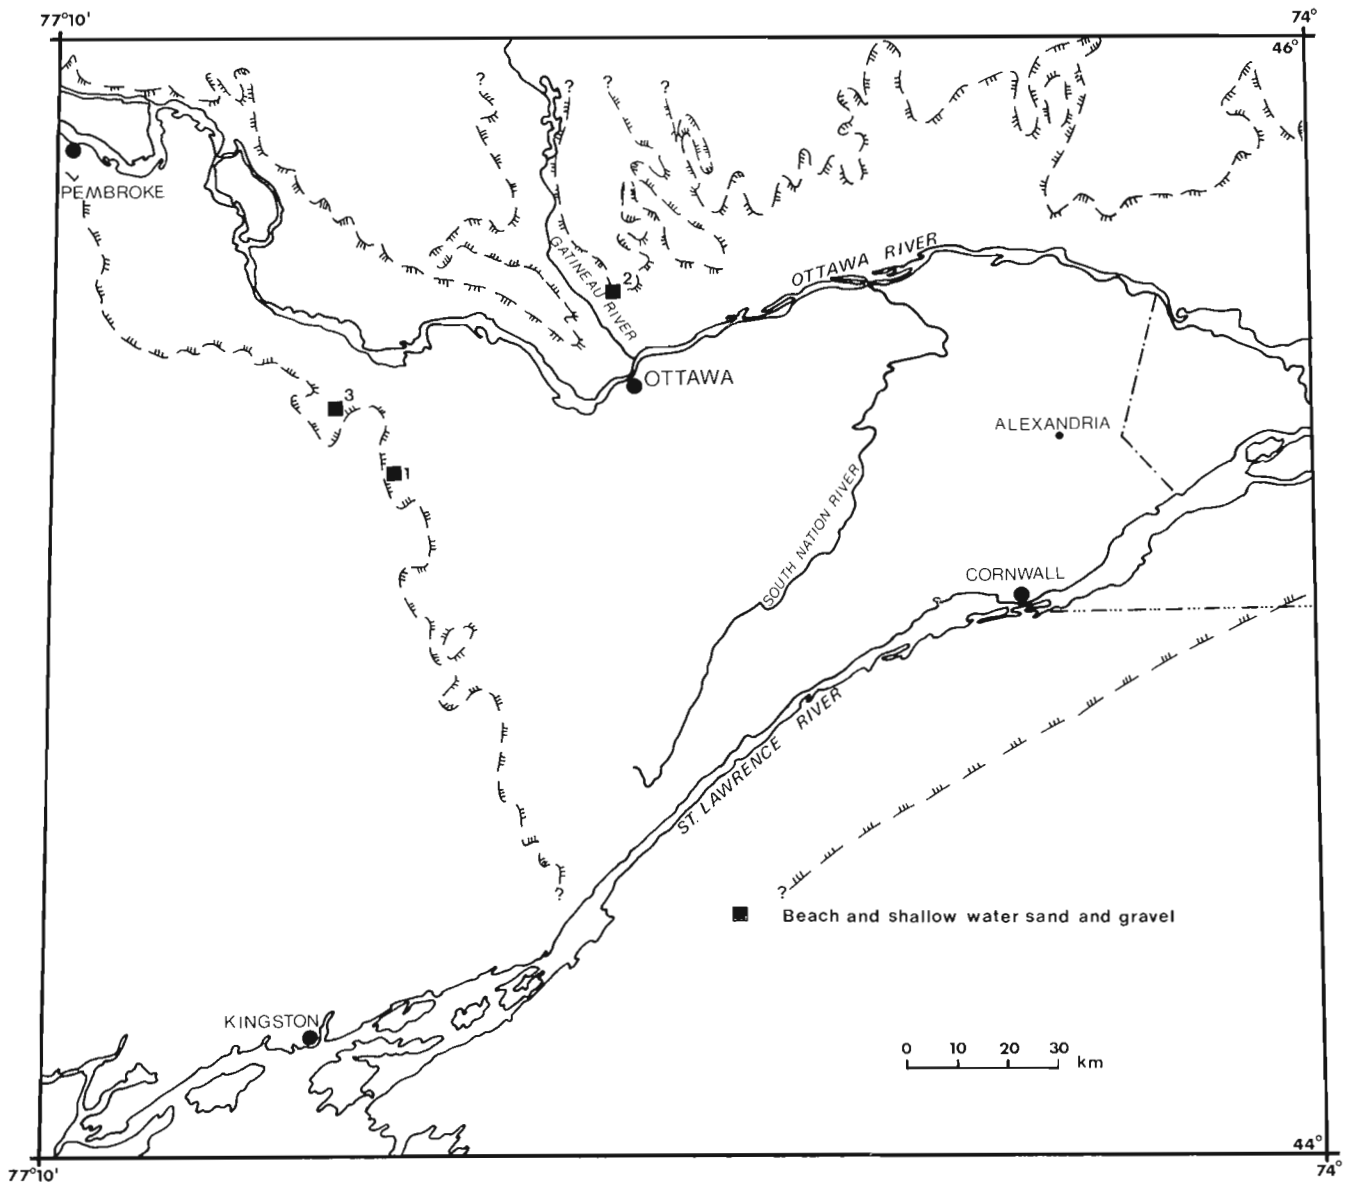 77°10' 74°
46°
? ? ? ?
PEMBROKE
GATINEAU RIVER
2
OTTAWA RIVER
OTTAWA
3
ALEXANDRIA
1
SOUTH NATION RIVER
CORNWALL
ST. LAWRENCE RIVER
?
?
Beach and shallow water sand and gravel
KINGSTON
0 10 20 30 km
44°
77°10' 74°